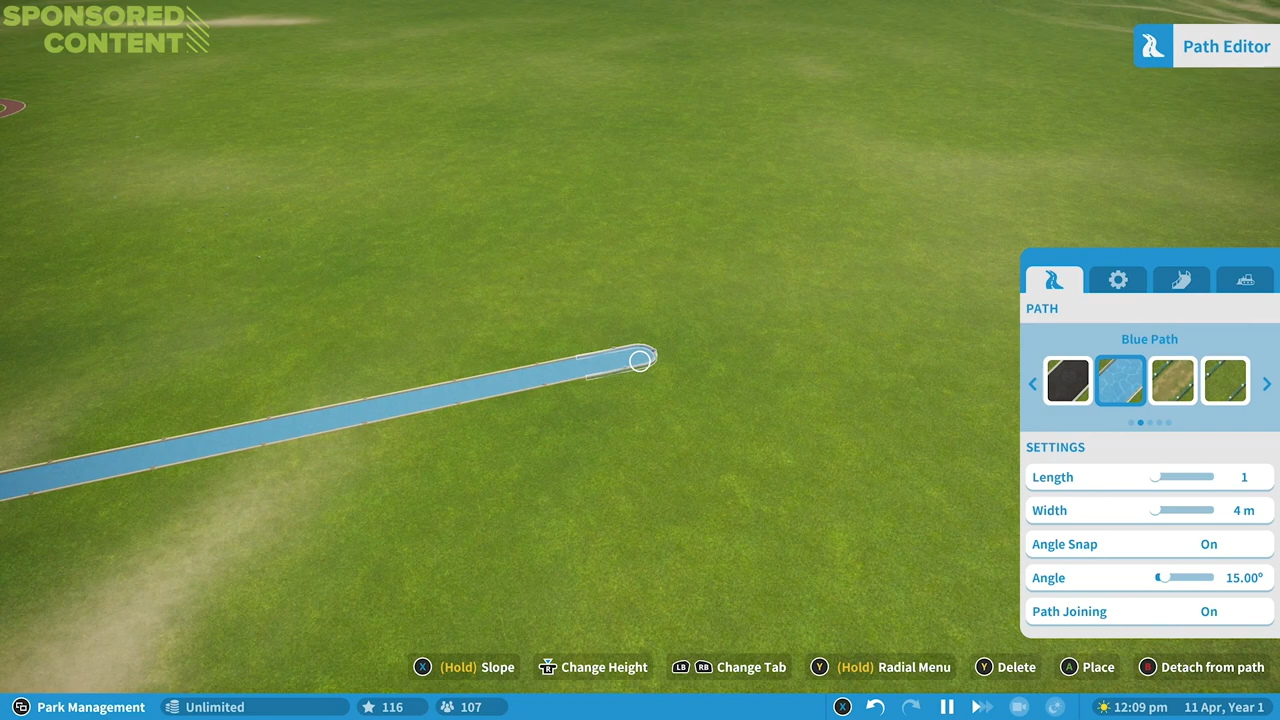 SPONSORED
CONTENT
Path Editor
PATH
Blue Path
SETTINGS
Length 1
Width 4 m
Angle Snap On
Angle 15.00°
Path Joining On
X (Hold) Slope R Change Height LB RB Change Tab Y (Hold) Radial Menu Y Delete A Place B Detach from path
Park Management Unlimited 116 107 X 12:09 pm 11 Apr, Year 1